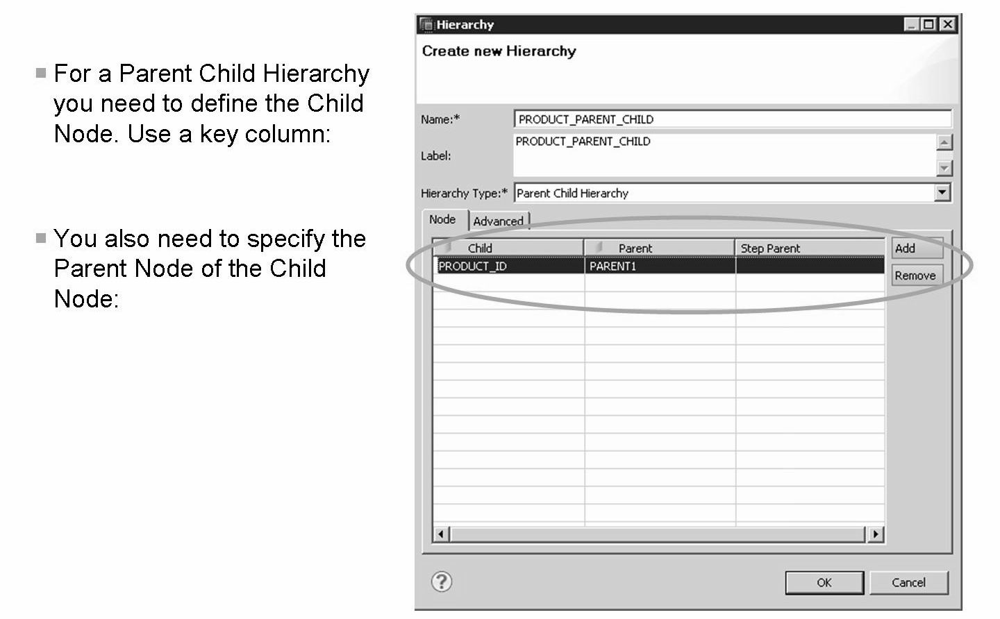 For a Parent Child Hierarchy
you need to define the Child
Node. Use a key column:
You also need to specify the
Parent Node of the Child
Node:
Hierarchy
Create new Hierarchy
Name:* PRODUCT_PARENT_CHILD
Label: PRODUCT_PARENT_CHILD
Hierarchy Type:* Parent Child Hierarchy
Node Advanced
Child Parent Step Parent Add
PRODUCT_ID PARENT1
Remove
OK Cancel